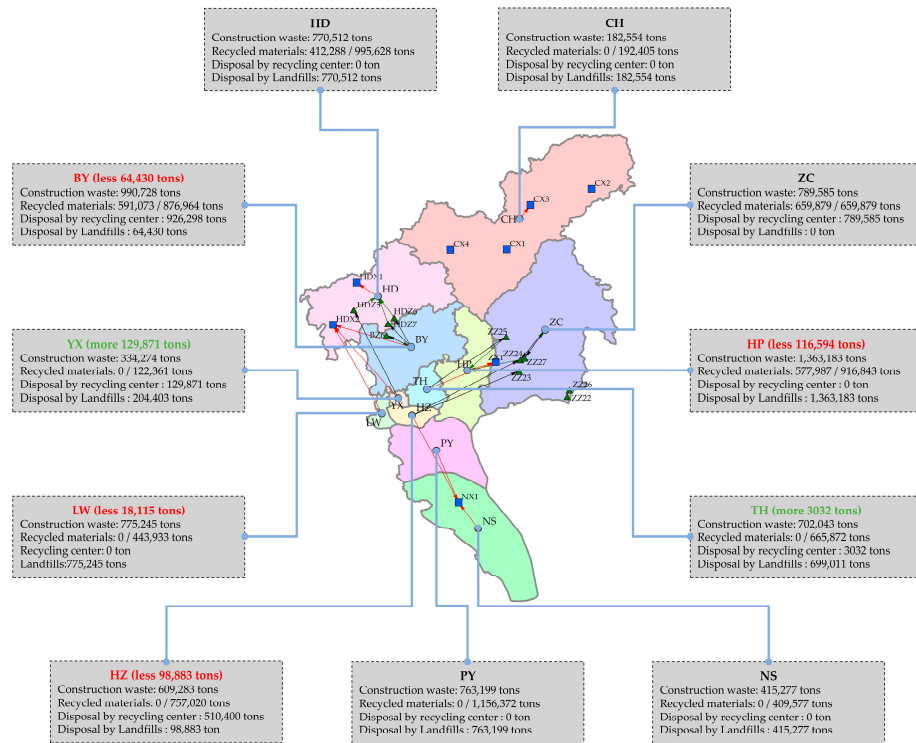 HD
Construction waste: 770,512 tons
Recycled materials: 412,288 / 995,628 tons
Disposal by recycling center: 0 ton
Disposal by Landfills: 770,512 tons
CH
Construction waste: 182,554 tons
Recycled materials: 0 / 192,405 tons
Disposal by recycling center: 0 ton
Disposal by Landfills: 182,554 tons
BY (less 64,430 tons)
Construction waste: 990,728 tons
Recycled materials: 591,073 / 876,964 tons
Disposal by recycling center : 926,298 tons
Disposal by Landfills : 64,430 tons
ZC
Construction waste: 789,585 tons
Recycled materials: 659,879 / 659,879 tons
Disposal by recycling center : 789,585 tons
Disposal by Landfills : 0 ton
CX2
CX3
CH
CX4
CX1
HDX1
HD
HDZ5
HDZ6
HDX2
HDZ7
BY
ZZ25
ZC
ZZ24
ZZ27
HP
ZZ23
TH
ZZ26
ZZ22
YX
HZ
LW
PY
NX1
NS
YX (more 129,871 tons)
Construction waste: 334,274 tons
Recycled materials: 0 / 122,361 tons
Disposal by recycling center : 129,871 tons
Disposal by Landfills : 204,403 tons
HP (less 116,594 tons)
Construction waste: 1,363,183 tons
Recycled materials: 577,987 / 916,843 tons
Disposal by recycling center : 0 ton
Disposal by Landfills : 1,363,183 tons
LW (less 18,115 tons)
Construction waste: 775,245 tons
Recycled materials: 0 / 443,933 tons
Recycling center: 0 ton
Landfills:775,245 tons
TH (more 3032 tons)
Construction waste: 702,043 tons
Recycled materials: 0 / 665,872 tons
Disposal by recycling center : 3032 tons
Disposal by Landfills : 699,011 tons
HZ (less 98,883 tons)
Construction waste: 609,283 tons
Recycled materials: 0 / 757,020 tons
Disposal by recycling center : 510,400 tons
Disposal by Landfills : 98,883 ton
PY
Construction waste: 763,199 tons
Recycled materials: 0 / 1,156,372 tons
Disposal by recycling center : 0 ton
Disposal by Landfills : 763,199 tons
NS
Construction waste: 415,277 tons
Recycled materials: 0 / 409,577 tons
Disposal by recycling center : 0 ton
Disposal by Landfills : 415,277 tons